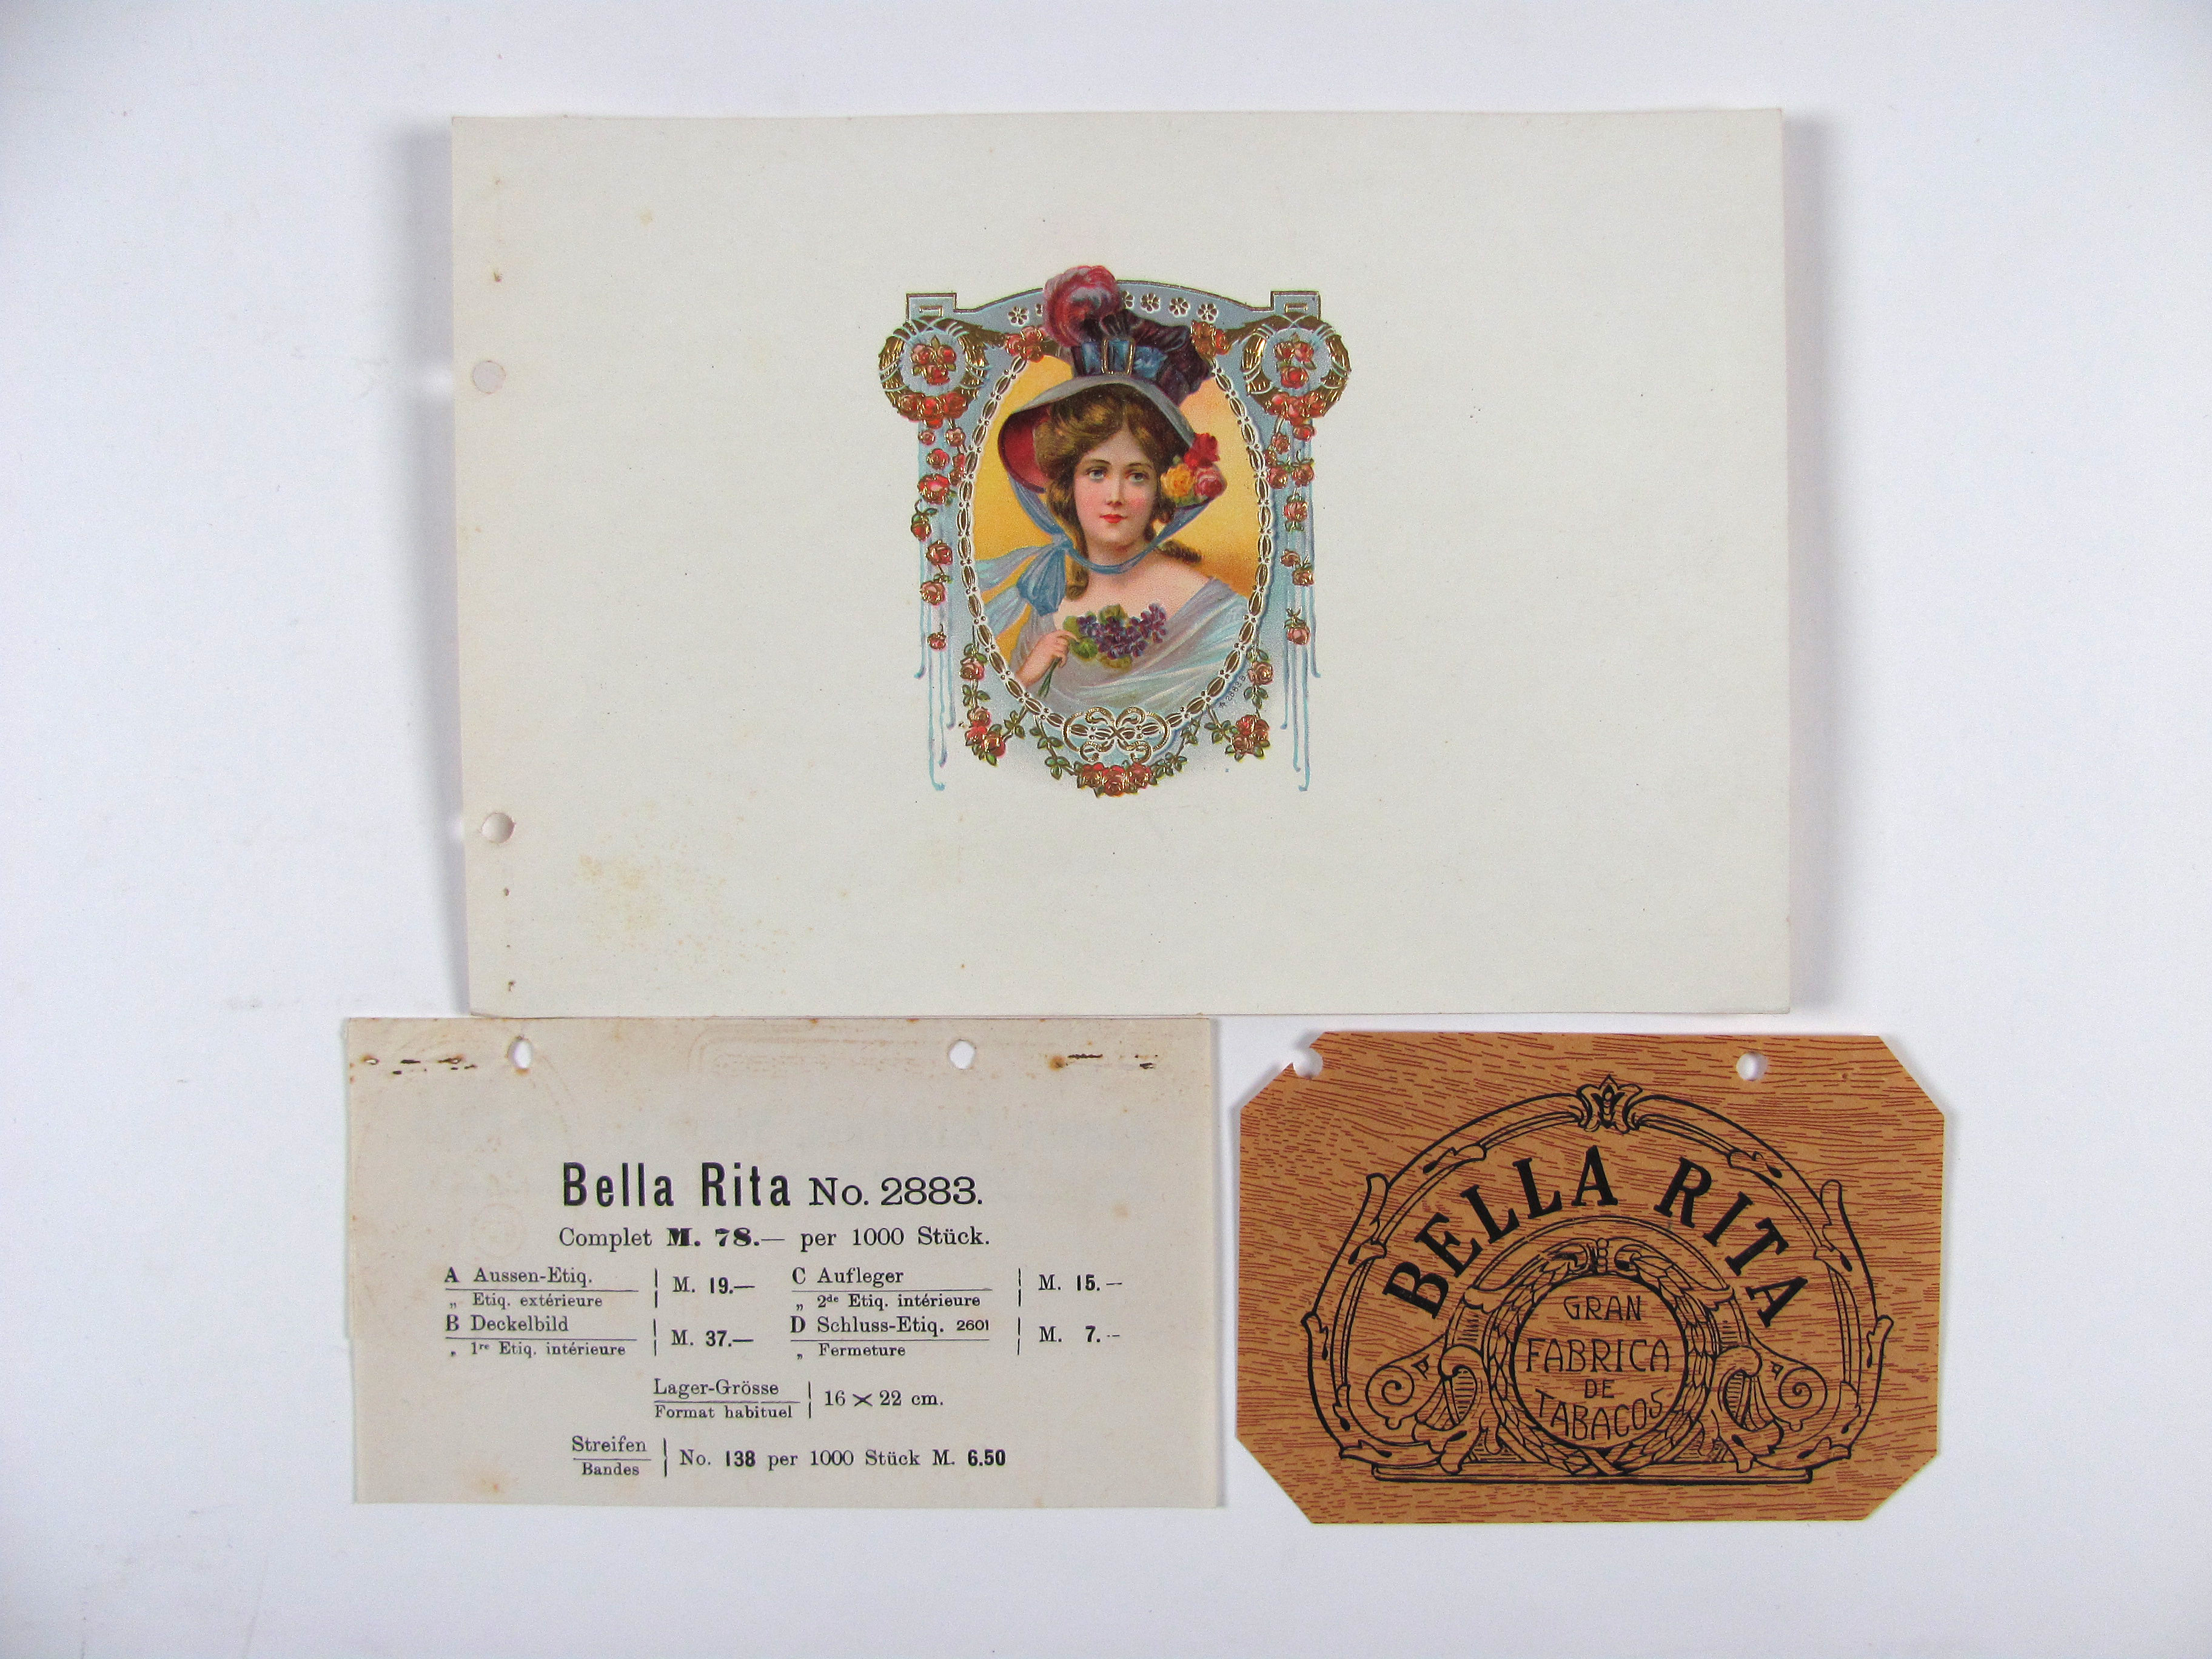 Bella Rita No. 2883.
Complet M. 78.— per 1000 Stück.
A Aussen-Etiq.
„ Etiq. extérieure
M. 19.—
C Aufleger
„ 2de Etiq. intérieure
M. 15.—
B Deckelbild
„ 1re Etiq. intérieure
M. 37.—
D Schluss-Etiq. 2601
„ Fermeture
M. 7.—
Lager-Grösse
Format habituel
16 × 22 cm.
Streifen
Bandes
No. 138 per 1000 Stück M. 6.50
BELLA RITA
GRAN
FABRICA
DE
TABACOS